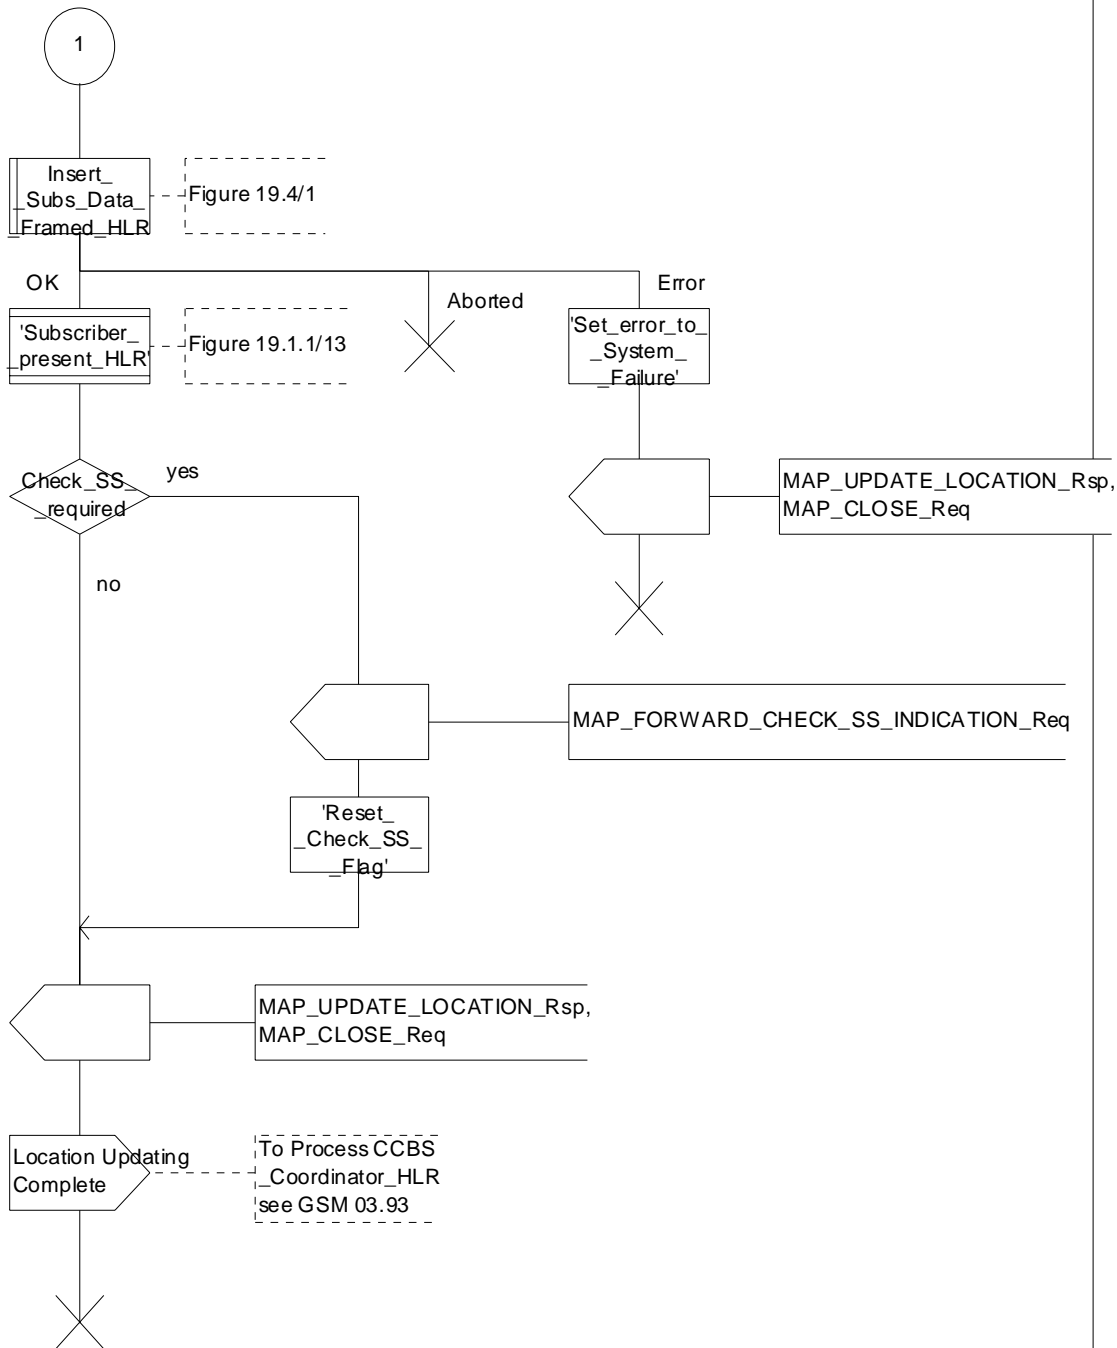 1
Insert_
_Subs_Data_
_Framed_HLR
Figure 19.4/1
OK
Aborted
Error
'Subscriber_
_present_HLR'
Figure 19.1.1/13
'Set_error_to_
_System_
_Failure'
Check_SS_
_required
yes
MAP_UPDATE_LOCATION_Rsp,
MAP_CLOSE_Req
no
MAP_FORWARD_CHECK_SS_INDICATION_Req
'Reset_
_Check_SS_
_Flag'
MAP_UPDATE_LOCATION_Rsp,
MAP_CLOSE_Req
Location Updating
Complete
To Process CCBS
_Coordinator_HLR
see GSM 03.93